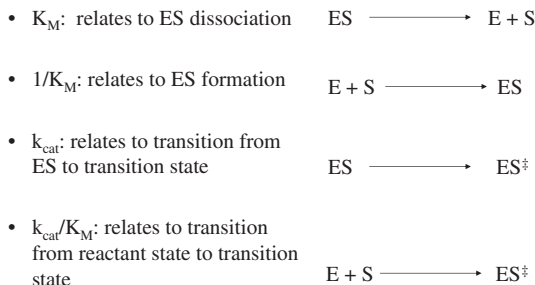 • K_M: relates to ES dissociation ES ⟶ E + S
• 1/K_M: relates to ES formation E + S ⟶ ES
• k_cat: relates to transition from
ES to transition state ES ⟶ ES‡
• k_cat/K_M: relates to transition
from reactant state to transition
state E + S ⟶ ES‡